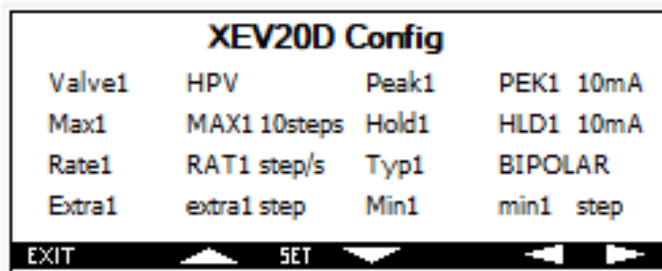 XEV20D Config
Valve1 HPV Peak1 PEK1 10mA
Max1 MAX1 10steps Hold1 HLD1 10mA
Rate1 RAT1 step/s Typ1 BIPOLAR
Extra1 extra1 step Min1 min1 step
EXIT SET